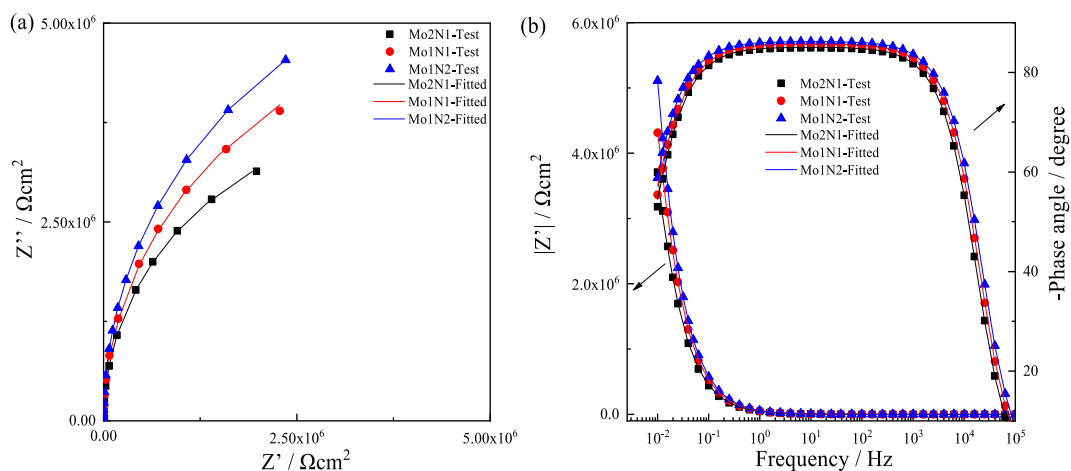 (a)
5.00x10⁶
2.50x10⁶
0.00
Z'' / Ωcm²
Mo2N1-Test
Mo1N1-Test
Mo1N2-Test
Mo2N1-Fitted
Mo1N1-Fitted
Mo1N2-Fitted
0.00
2.50x10⁶
5.00x10⁶
Z' / Ωcm²
(b)
6.0x10⁶
4.0x10⁶
2.0x10⁶
0.0
|Z'| / Ωcm²
Mo2N1-Test
Mo1N1-Test
Mo1N2-Test
Mo2N1-Fitted
Mo1N1-Fitted
Mo1N2-Fitted
80
60
40
20
-Phase angle / degree
10⁻²
10⁻¹
10⁰
10¹
10²
10³
10⁴
10⁵
Frequency / Hz